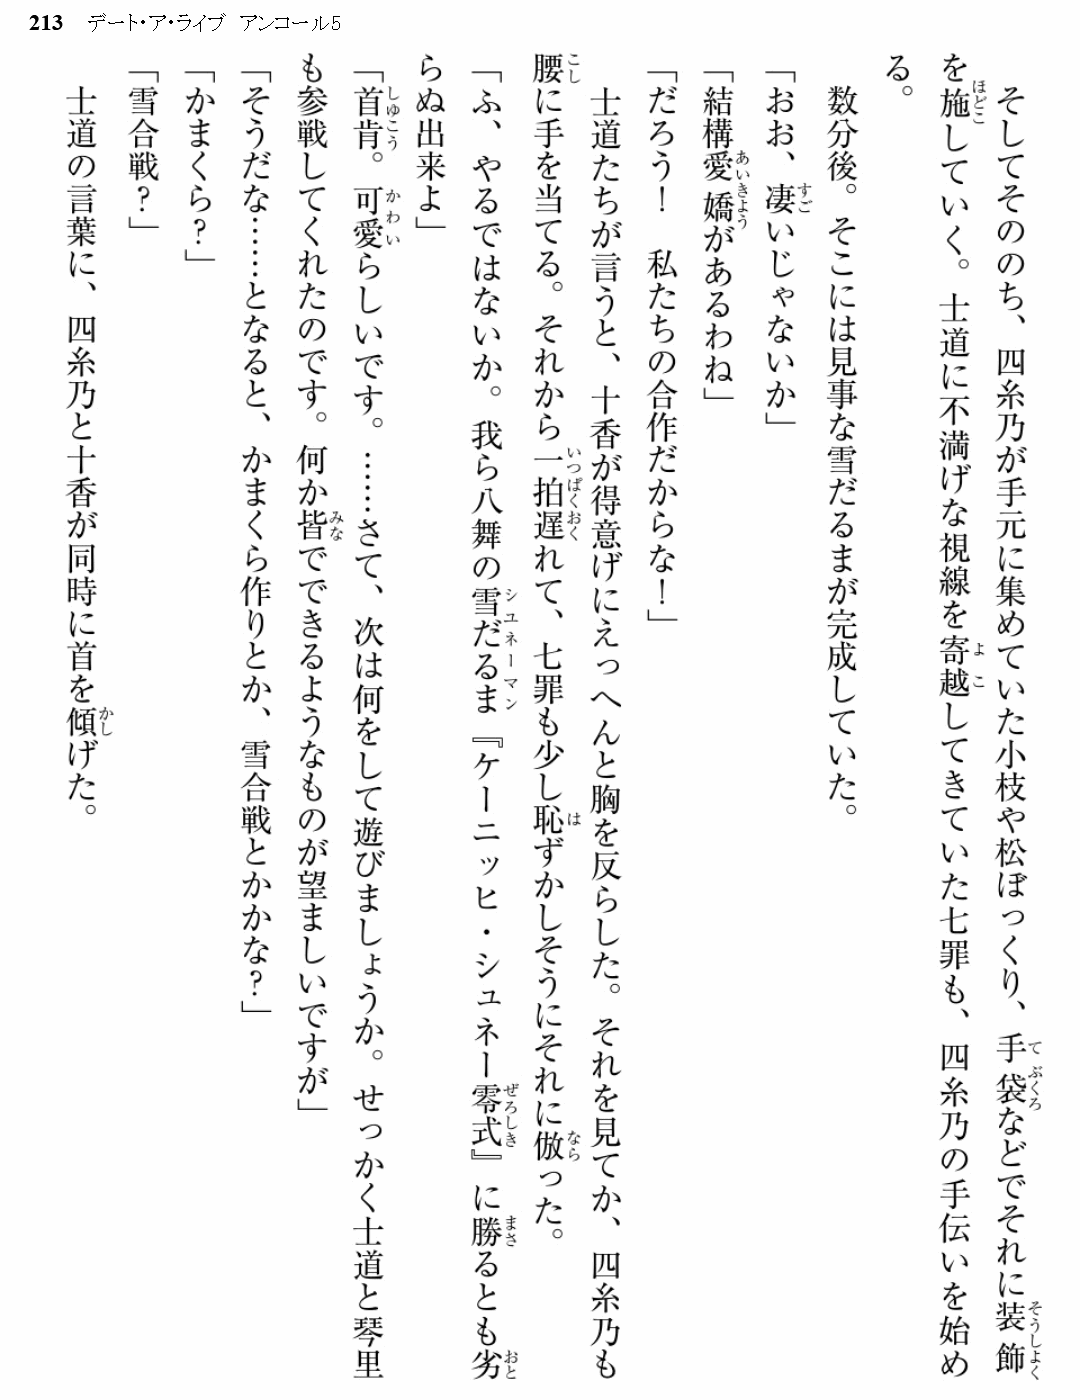 213 デート・ア・ライブ アンコール5
そしてそののち、四糸乃が手元に集めていた小枝や松ぼっくり、手袋などでそれに装飾
を施していく。士道に不満げな視線を寄越してきていた七罪も、四糸乃の手伝いを始め
る。
数分後。そこには見事な雪だるまが完成していた。
「おお、凄いじゃないか」
「結構愛嬌があるわね」
「だろう！　私たちの合作だからな！」
士道たちが言うと、十香が得意げにえっへんと胸を反らした。それを見てか、四糸乃も
腰に手を当てる。それから一拍遅れて、七罪も少し恥ずかしそうにそれに倣った。
「ふ、やるではないか。我ら八舞の雪だるま『ケーニッヒ・シュネー零式』に勝るとも劣
らぬ出来よ」
「首肯。可愛らしいです。……さて、次は何をして遊びましょうか。せっかく士道と琴里
も参戦してくれたのです。何か皆でできるようなものが望ましいですが」
「そうだな……となると、かまくら作りとか、雪合戦とかかな？」
「かまくら？」
「雪合戦？」
士道の言葉に、四糸乃と十香が同時に首を傾げた。